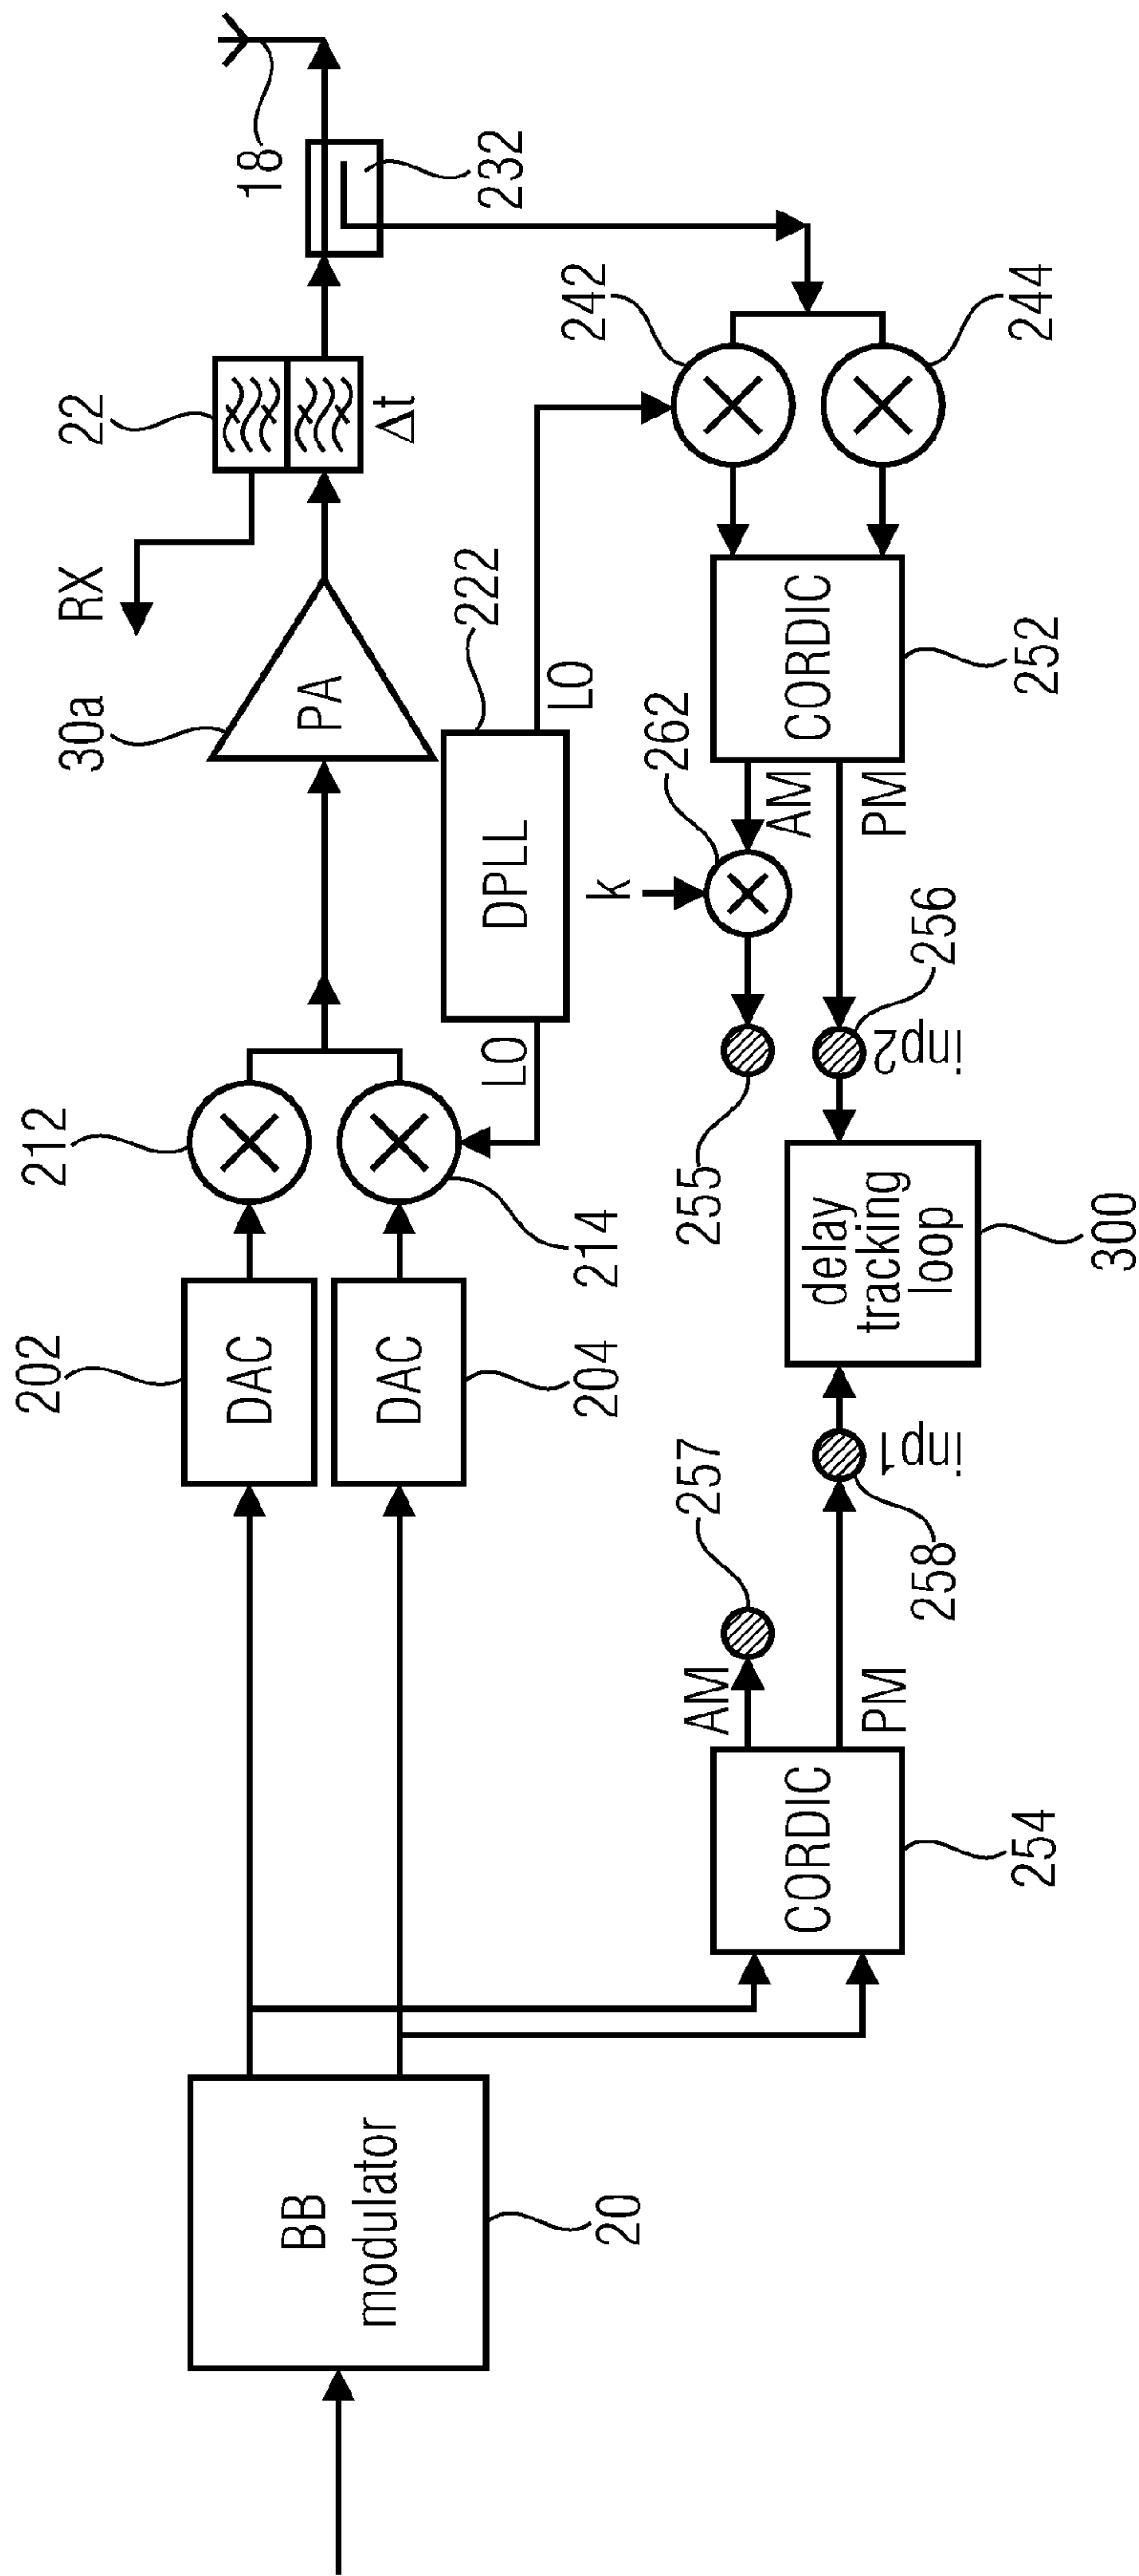 18
232
22
Δt
RX
30a
PA
222
LO
DPLL
LO
242
244
CORDIC
252
262
k
AM
PM
255
256
inp2
212
214
202
DAC
DAC
204
delay
tracking
loop
300
257
inp1
258
AM
PM
CORDIC
254
BB
modulator
20